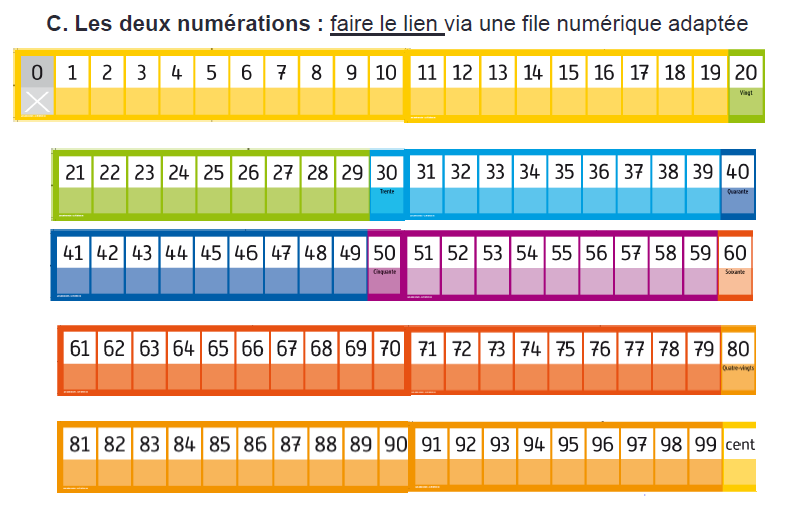 C. Les deux numérations : faire le lien via une file numérique adaptée
0 1 2 3 4 5 6 7 8 9 10 11 12 13 14 15 16 17 18 19 20
Vingt
21 22 23 24 25 26 27 28 29 30 31 32 33 34 35 36 37 38 39 40
Trente Quarante
41 42 43 44 45 46 47 48 49 50 51 52 53 54 55 56 57 58 59 60
Cinquante Soixante
61 62 63 64 65 66 67 68 69 70 71 72 73 74 75 76 77 78 79 80
Quatre-vingts
81 82 83 84 85 86 87 88 89 90 91 92 93 94 95 96 97 98 99 cent